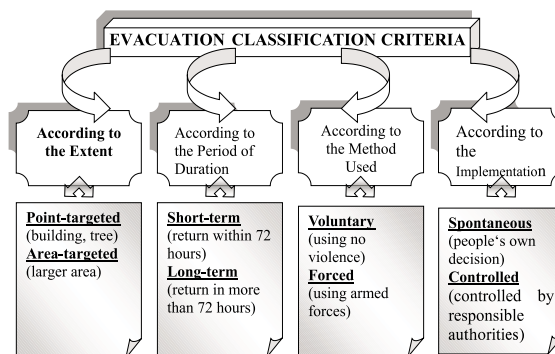 EVACUATION CLASSIFICATION CRITERIA
According to
the Extent
According to
the Period of
Duration
According to
the Method
Used
According to
the
Implementation
Point-targeted
(building, tree)
Area-targeted
(larger area)
Short-term
(return within 72
hours)
Long-term
(return in more
than 72 hours)
Voluntary
(using no
violence)
Forced
(using armed
forces)
Spontaneous
(people‘s own
decision)
Controlled
(controlled by
responsible
authorities)